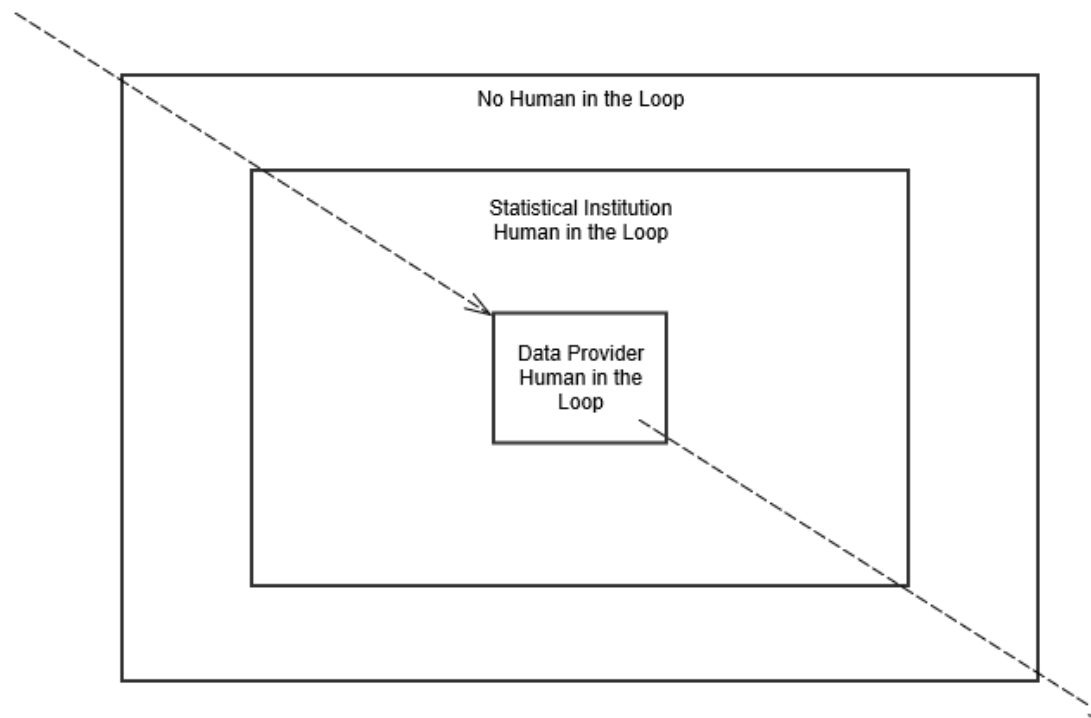 No Human in the Loop
Statistical Institution
Human in the Loop
Data Provider
Human in the
Loop